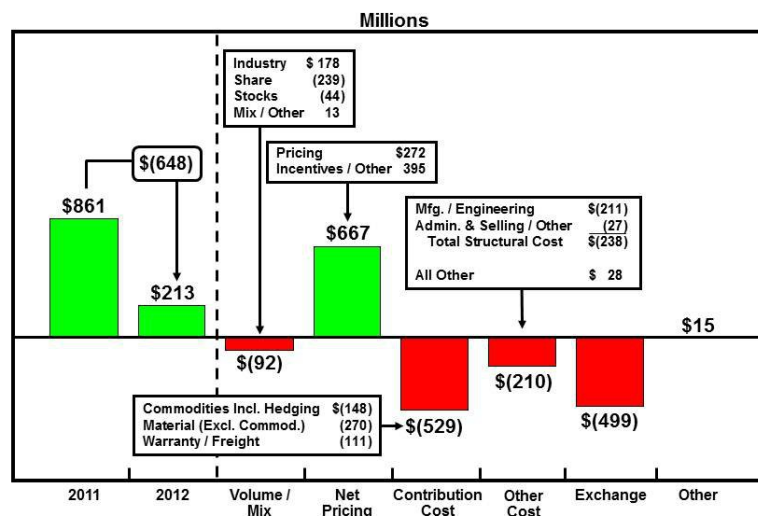 Millions
Industry $ 178
Share (239)
Stocks (44)
Mix / Other 13
Pricing $272
Incentives / Other 395
$(648)
Mfg. / Engineering $(211)
Admin. & Selling / Other (27)
Total Structural Cost $(238)
All Other $ 28
$861
$213
$667
$15
$(92)
$(210)
$(529)
$(499)
Commodities Incl. Hedging $(148)
Material (Excl. Commod.) (270)
Warranty / Freight (111)
2011
2012
Volume /
Mix
Net
Pricing
Contribution
Cost
Other
Cost
Exchange
Other